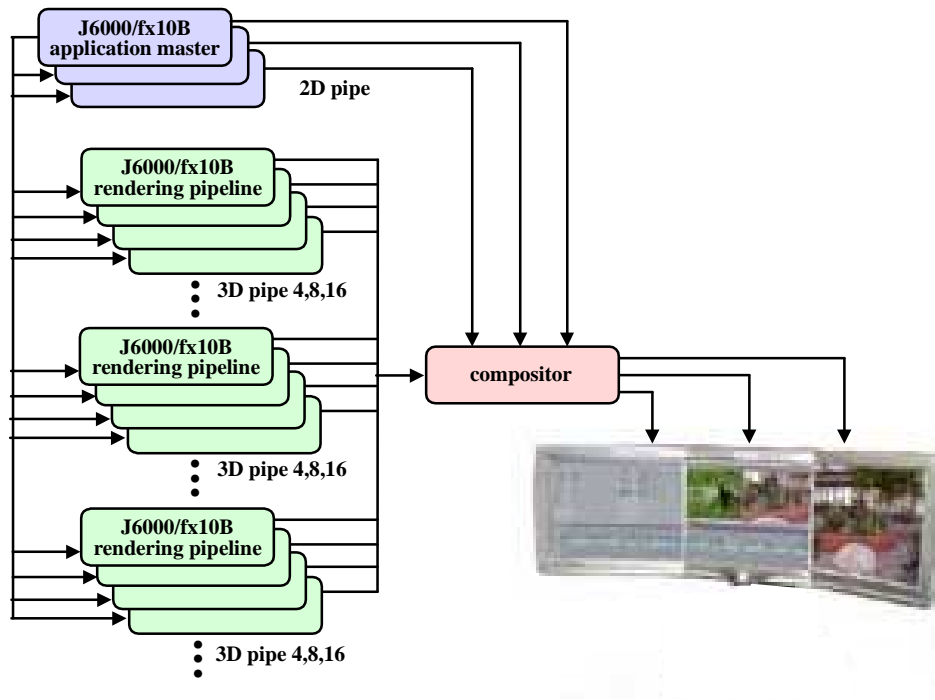 J6000/fx10B
application master
2D pipe
J6000/fx10B
rendering pipeline
3D pipe 4,8,16
J6000/fx10B
rendering pipeline
compositor
3D pipe 4,8,16
J6000/fx10B
rendering pipeline
3D pipe 4,8,16